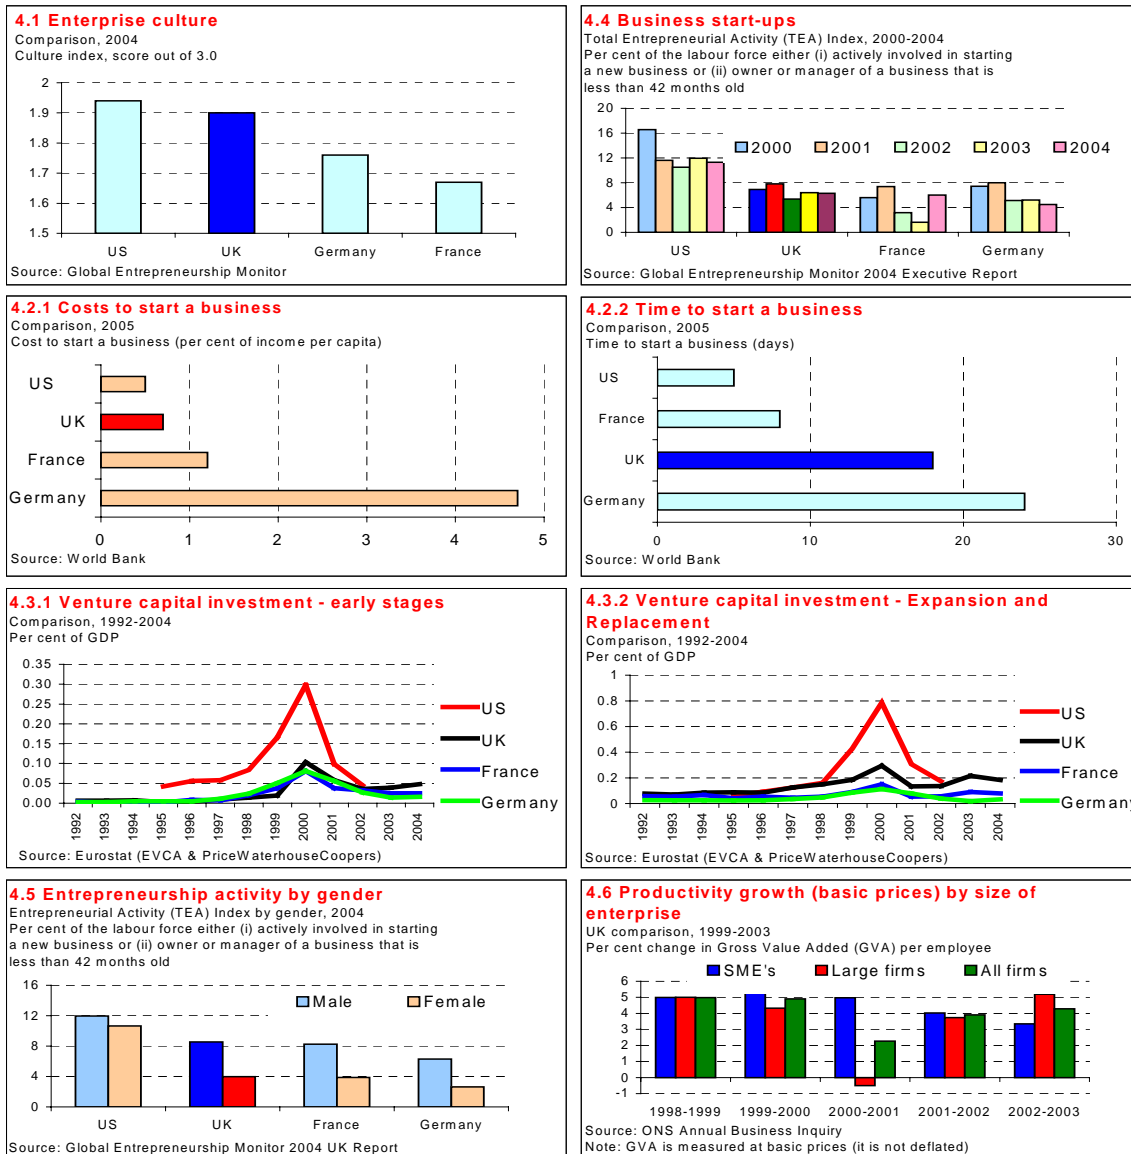 4.1 Enterprise culture
Comparison, 2004
Culture index, score out of 3.0
2
1.9
1.8
1.7
1.6
1.5
US UK Germany France
Source: Global Entrepreneurship Monitor
4.4 Business start-ups
Total Entrepreneurial Activity (TEA) Index, 2000-2004
Per cent of the labour force either (i) actively involved in starting
a new business or (ii) owner or manager of a business that is
less than 42 months old
20
16
12
8
4
0
2000 2001 2002 2003 2004
US UK France Germany
Source: Global Entrepreneurship Monitor 2004 Executive Report
4.2.1 Costs to start a business
Comparison, 2005
Cost to start a business (per cent of income per capita)
US
UK
France
Germany
0 1 2 3 4 5
Source: World Bank
4.2.2 Time to start a business
Comparison, 2005
Time to start a business (days)
US
France
UK
Germany
0 10 20 30
Source: World Bank
4.3.1 Venture capital investment - early stages
Comparison, 1992-2004
Per cent of GDP
0.35
0.30
0.25
0.20
0.15
0.10
0.05
0.00
US
UK
France
Germany
1992 1993 1994 1995 1996 1997 1998 1999 2000 2001 2002 2003 2004
Source: Eurostat (EVCA & PriceWaterhouseCoopers)
4.3.2 Venture capital investment - Expansion and
Replacement
Comparison, 1992-2004
Per cent of GDP
1
0.8
0.6
0.4
0.2
0
US
UK
France
Germany
1992 1993 1994 1995 1996 1997 1998 1999 2000 2001 2002 2003 2004
Source: Eurostat (EVCA & PriceWaterhouseCoopers)
4.5 Entrepreneurship activity by gender
Entrepreneurial Activity (TEA) Index by gender, 2004
Per cent of the labour force either (i) actively involved in starting
a new business or (ii) owner or manager of a business that is
less than 42 months old
16
12
8
4
0
Male Female
US UK France Germany
Source: Global Entrepreneurship Monitor 2004 UK Report
4.6 Productivity growth (basic prices) by size of
enterprise
UK comparison, 1999-2003
Per cent change in Gross Value Added (GVA) per employee
SME's Large firms All firms
6
5
4
3
2
1
0
-1
1998-1999 1999-2000 2000-2001 2001-2002 2002-2003
Source: ONS Annual Business Inquiry
Note: GVA is measured at basic prices (it is not deflated)